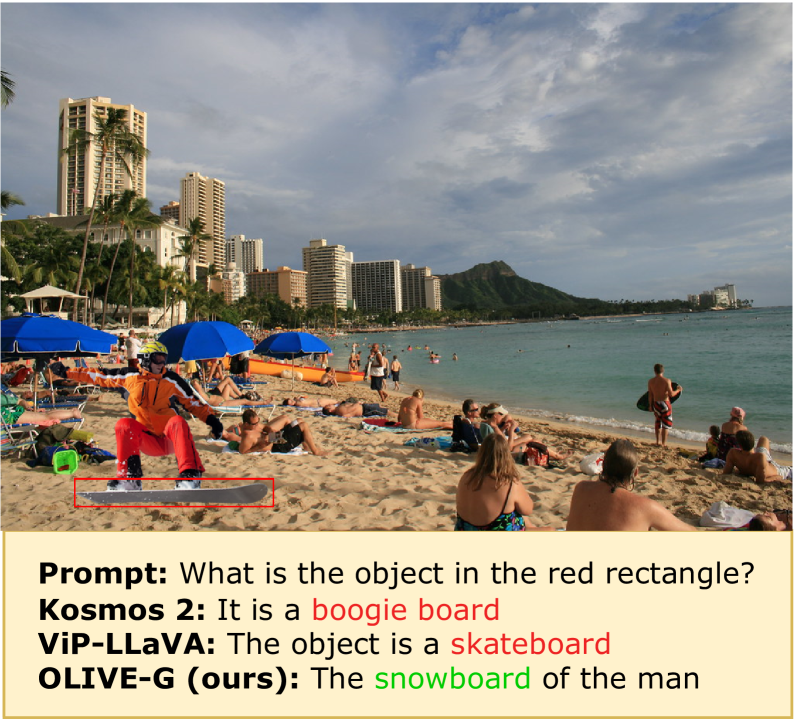 Prompt: What is the object in the red rectangle?
Kosmos 2: It is a boogie board
ViP-LLaVA: The object is a skateboard
OLIVE-G (ours): The snowboard of the man